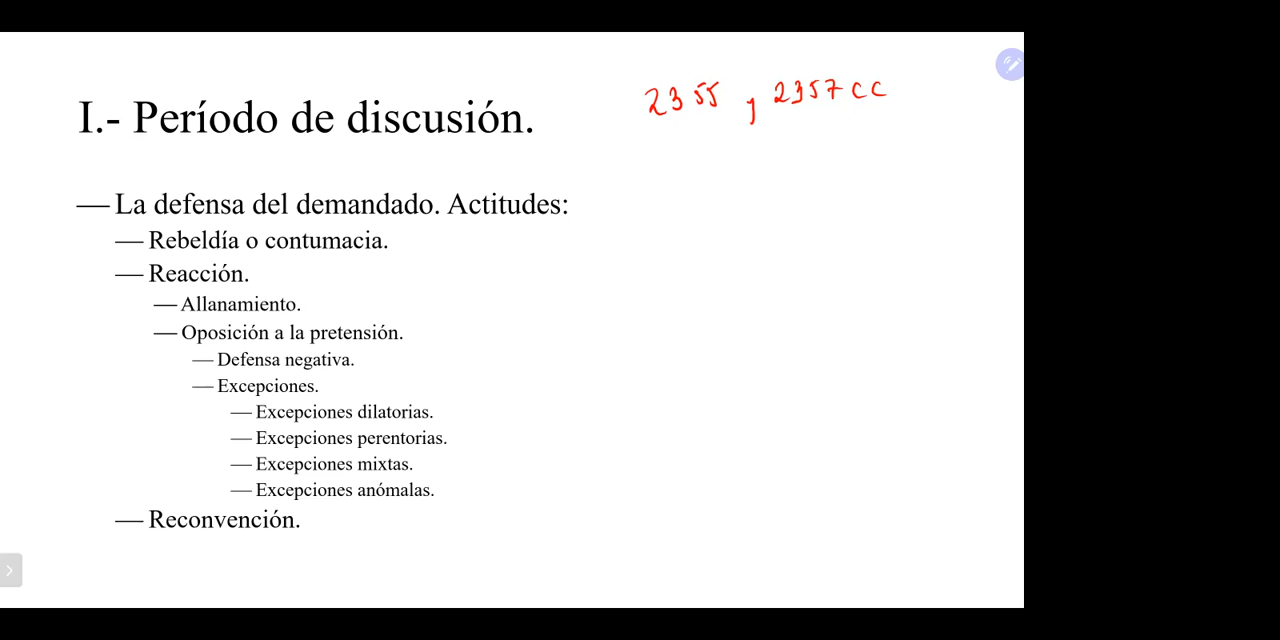 2355 y 2357 CC
I.- Período de discusión.
— La defensa del demandado. Actitudes:
— Rebeldía o contumacia.
— Reacción.
— Allanamiento.
— Oposición a la pretensión.
— Defensa negativa.
— Excepciones.
— Excepciones dilatorias.
— Excepciones perentorias.
— Excepciones mixtas.
— Excepciones anómalas.
— Reconvención.